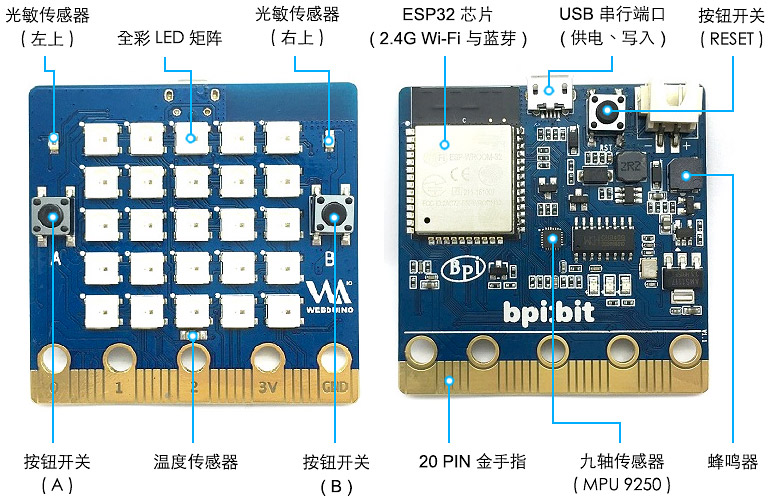 光敏传感器
(左上)
全彩 LED 矩阵
光敏传感器
(右上)
ESP32 芯片
(2.4G Wi-Fi 与蓝芽)
USB 串行端口
(供电、写入)
按钮开关
(RESET)
A
B
WEBDUINO
0
1
2
3V
GND
RST
2R2
+
Bpi
bpi:bit
按钮开关
(A)
温度传感器
按钮开关
(B)
20 PIN 金手指
九轴传感器
(MPU 9250)
蜂鸣器